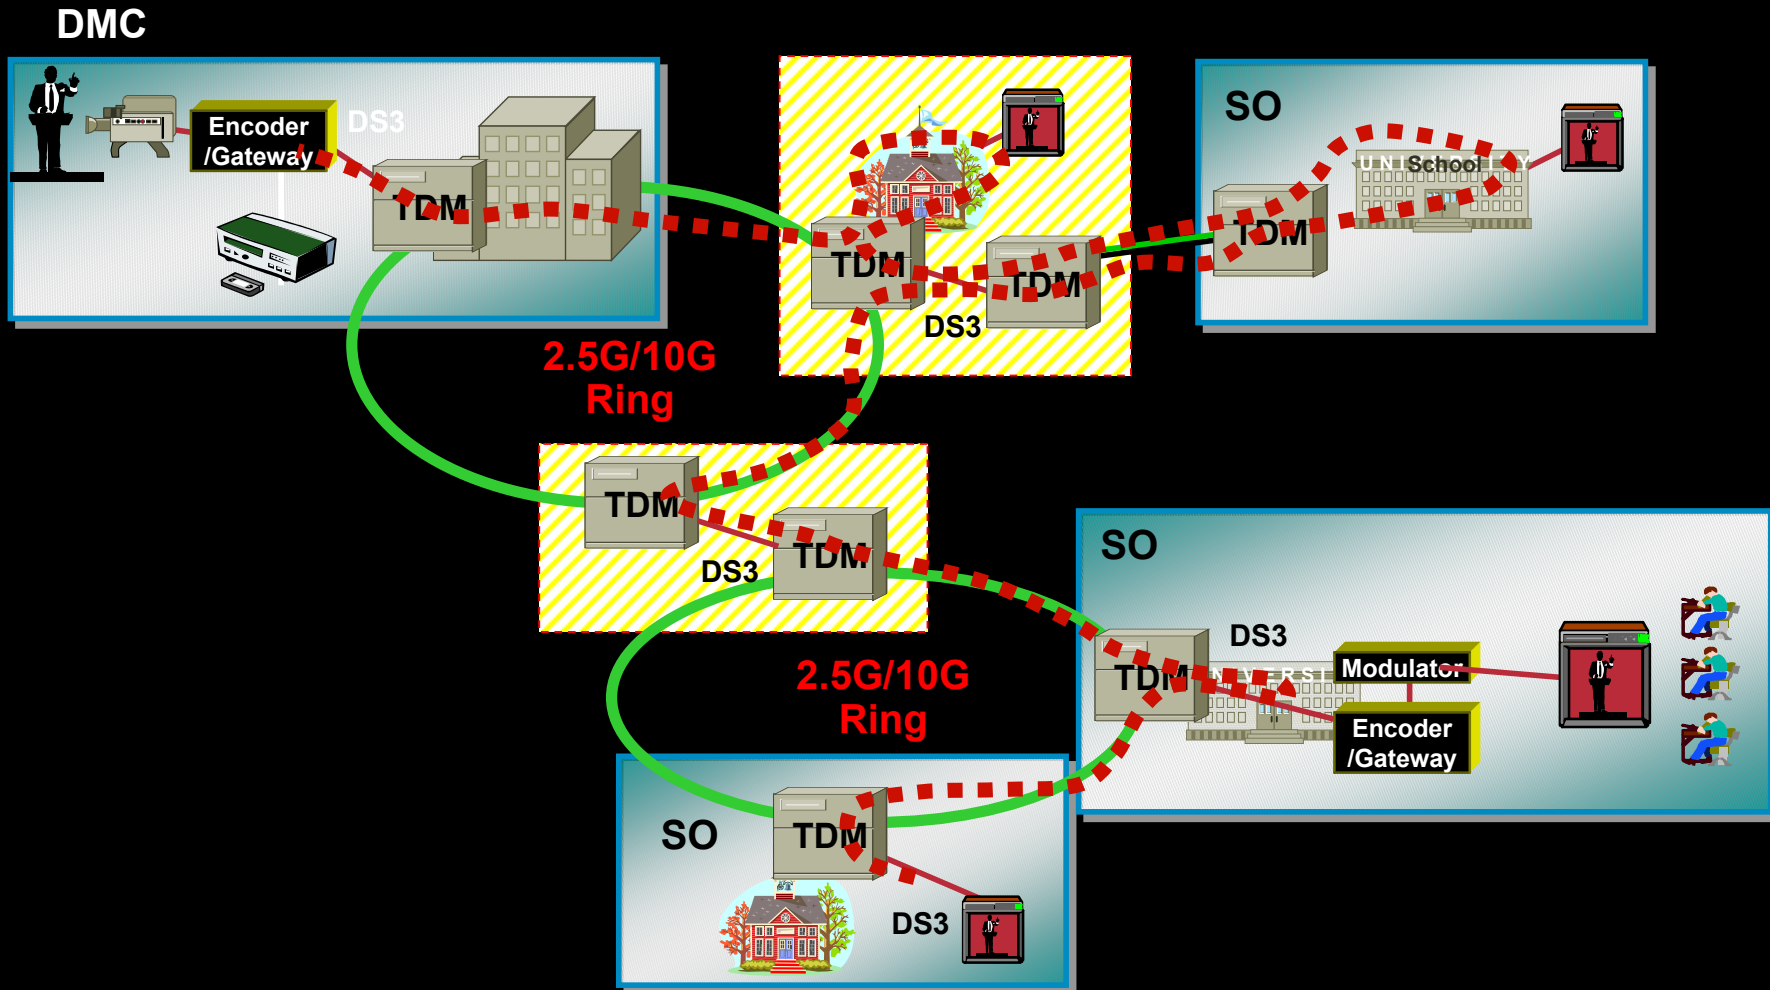 DMC
Encoder
/Gateway
DS3
TDM
TDM
TDM
DS3
SO
School
TDM
2.5G/10G
Ring
TDM
TDM
DS3
SO
DS3
TDM
Modulator
Encoder
/Gateway
2.5G/10G
Ring
SO
TDM
DS3